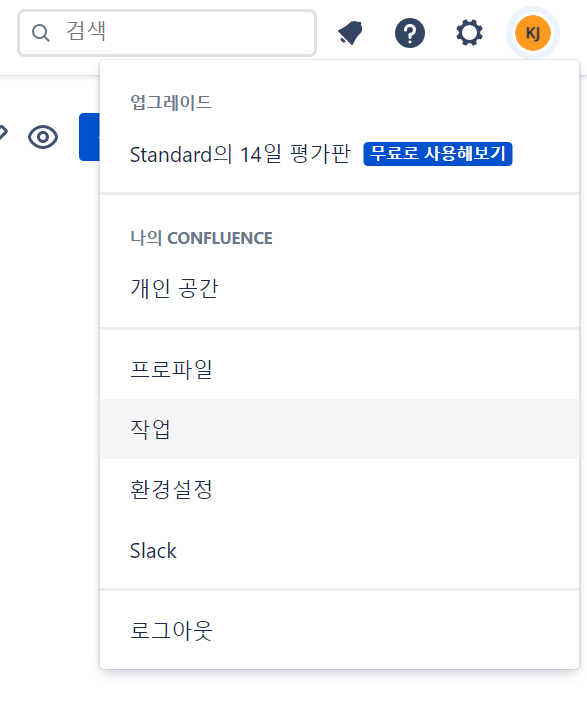 검색
KJ
업그레이드
Standard의 14일 평가판 무료로 사용해보기
나의 CONFLUENCE
개인 공간
프로파일
작업
환경설정
Slack
로그아웃